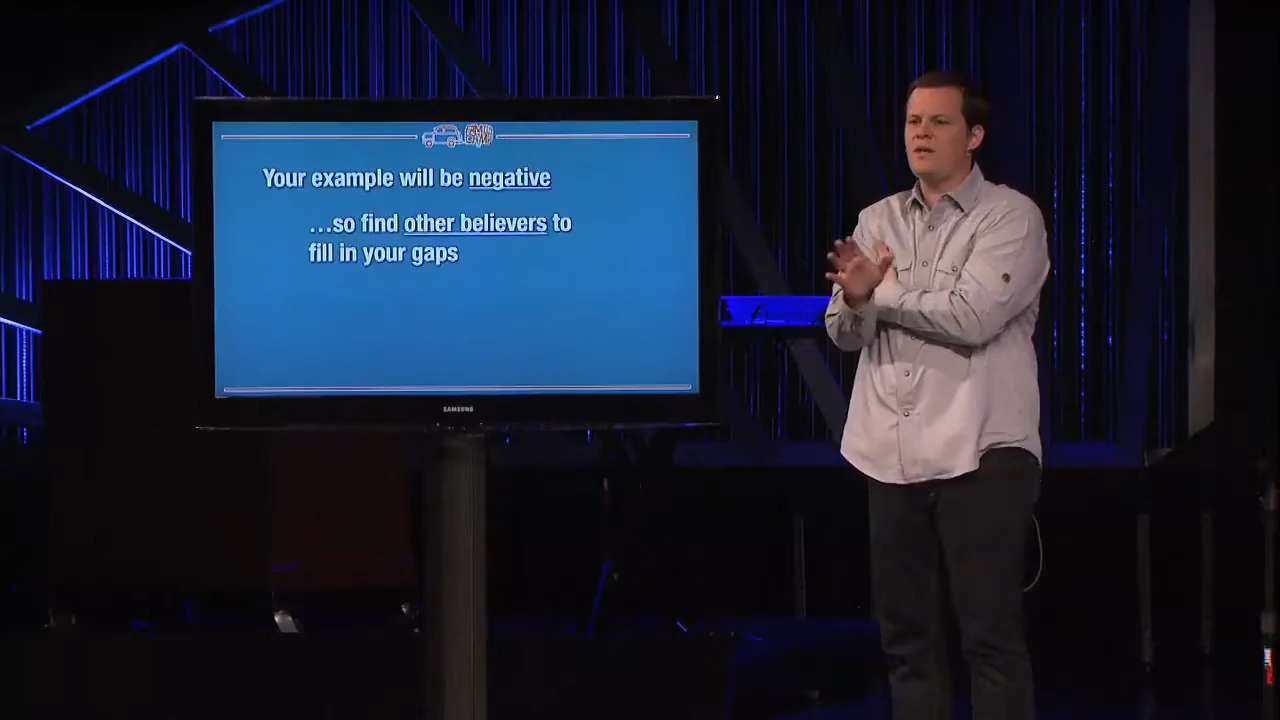 Your example will be negative
...so find other believers to
fill in your gaps
SAMSUNG